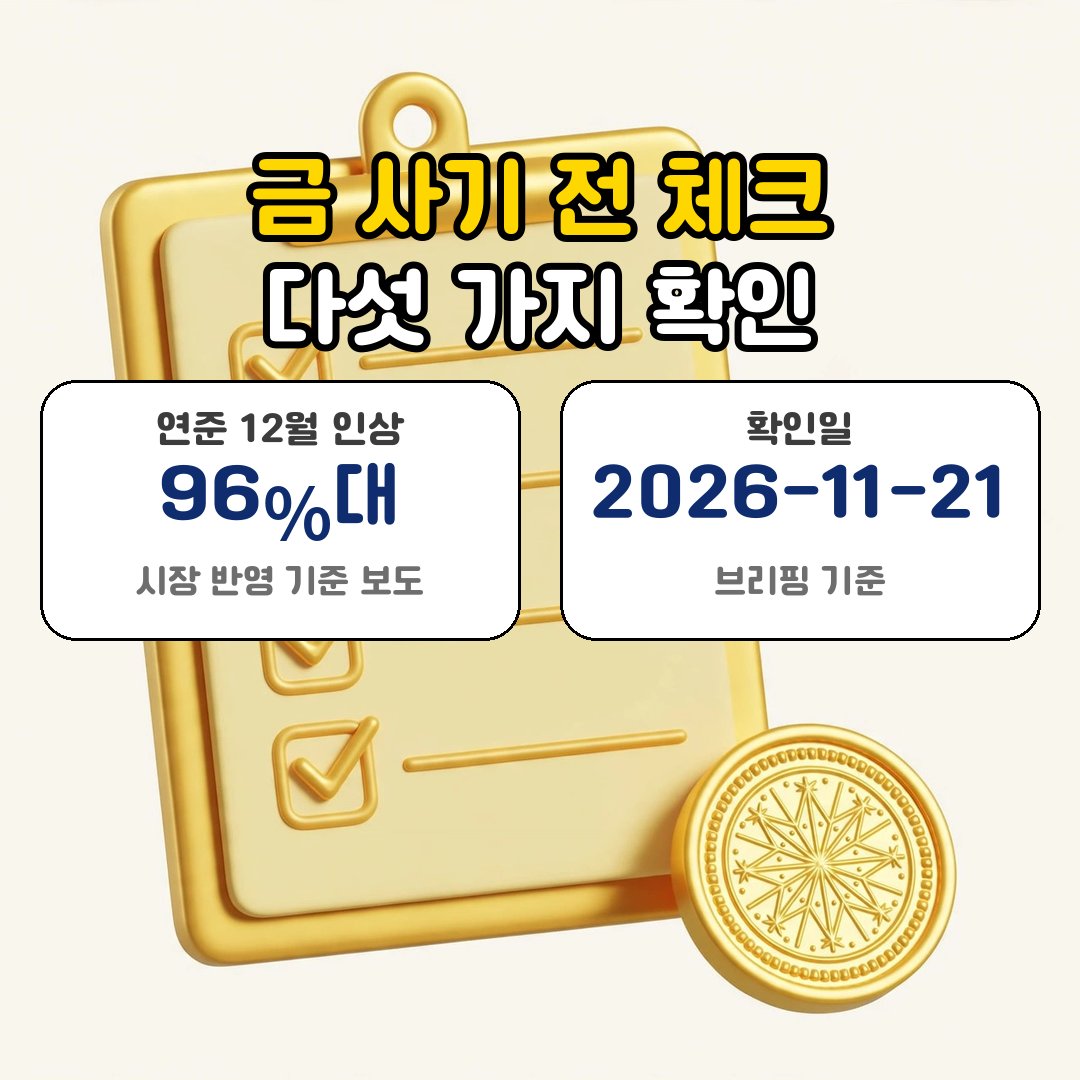 금 사기 전 체크
다섯 가지 확인
연준 12월 인상
96%대
시장 반영 기준 보도
확인일
2026-11-21
브리핑 기준